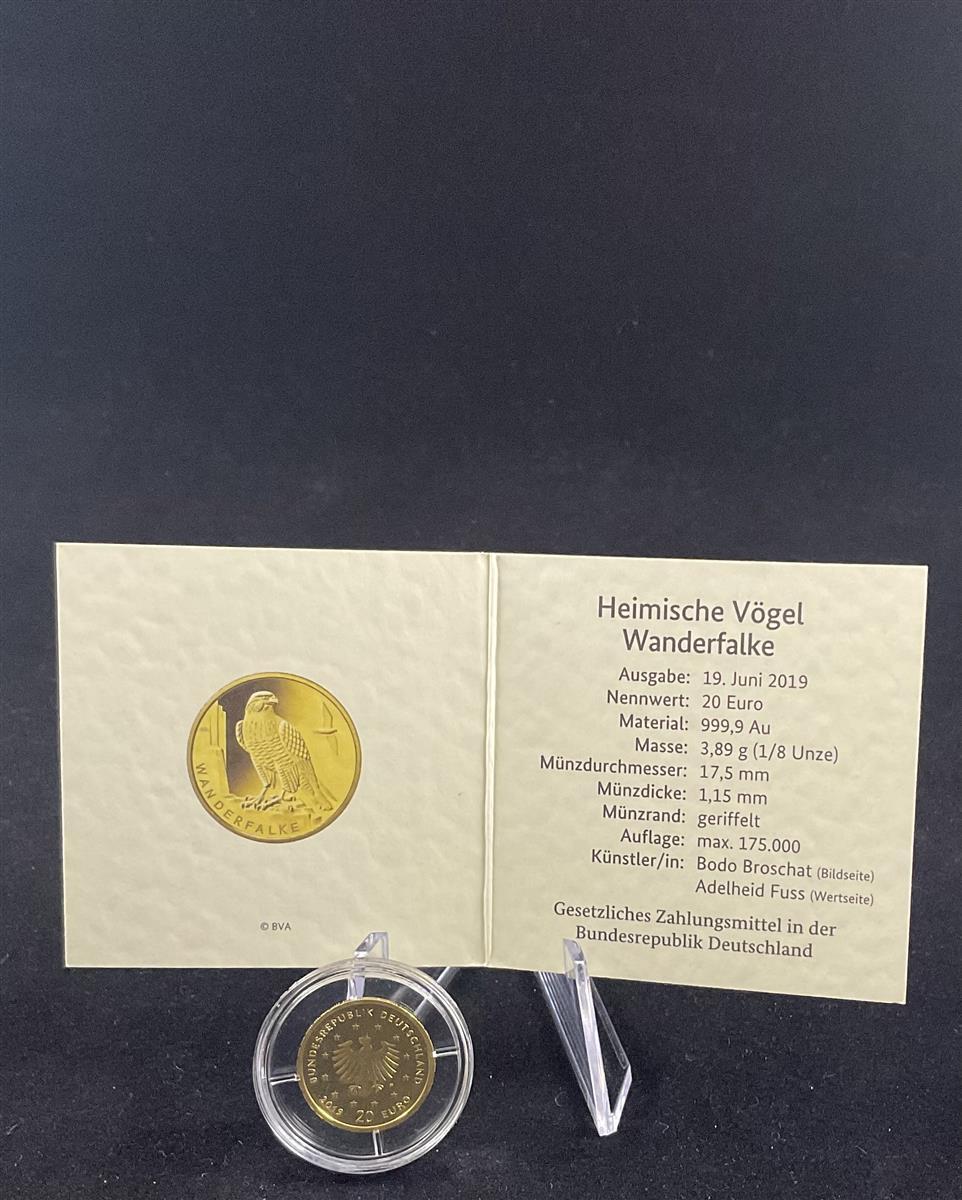 WANDERFALKE
© BVA
Heimische Vögel
Wanderfalke
Ausgabe: 19. Juni 2019
Nennwert: 20 Euro
Material: 999,9 Au
Masse: 3,89 g (1/8 Unze)
Münzdurchmesser: 17,5 mm
Münzdicke: 1,15 mm
Münzrand: geriffelt
Auflage: max. 175.000
Künstler/in: Bodo Broschat (Bildseite)
Adelheid Fuss (Wertseite)
Gesetzliches Zahlungsmittel in der
Bundesrepublik Deutschland
BUNDESREPUBLIK DEUTSCHLAND
2019 20 EURO